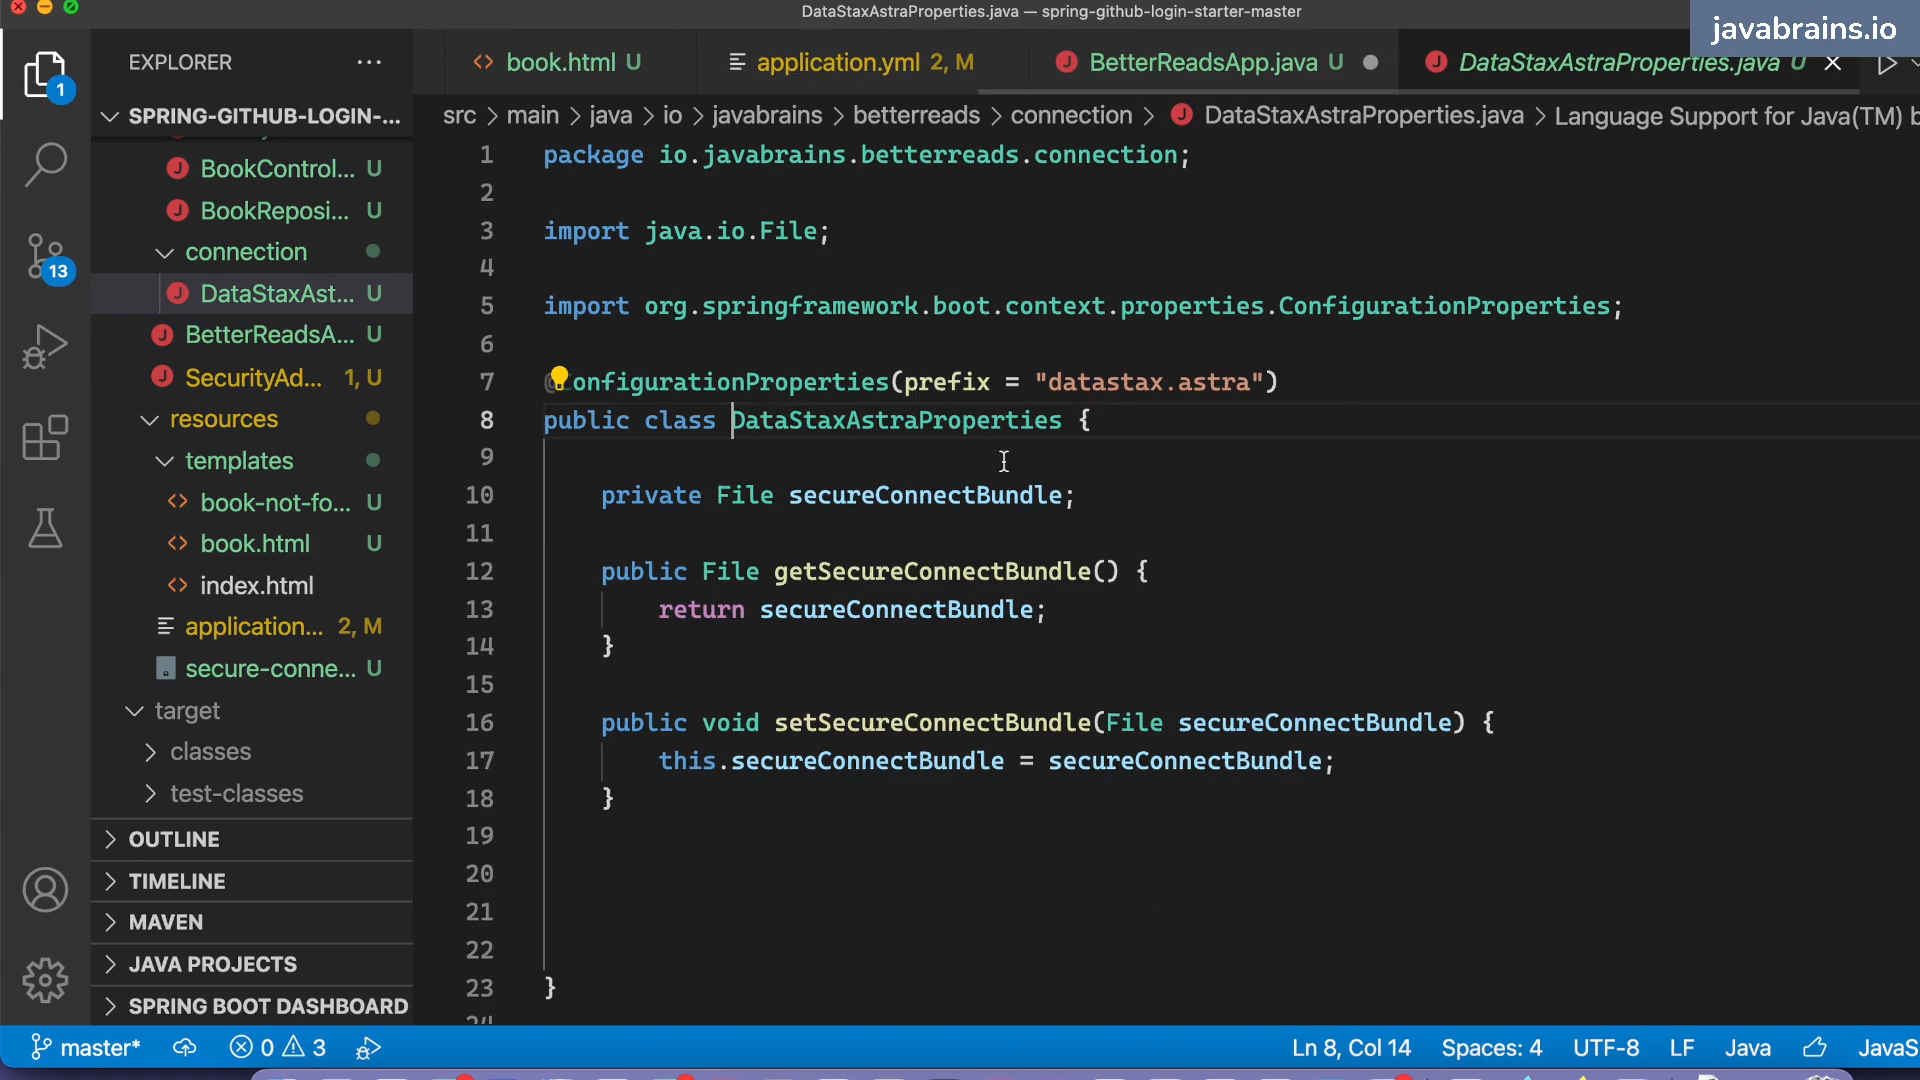 DataStaxAstraProperties.java — spring-github-login-starter-master
javabrains.io
EXPLORER
book.html U
application.yml 2, M
BetterReadsApp.java U
DataStaxAstraProperties.java U
SPRING-GITHUB-LOGIN-...
src > main > java > io > javabrains > betterreads > connection > DataStaxAstraProperties.java > Language Support for Java(TM) b
1
BookControl... U
BookReposi... U
connection
DataStaxAst... U
BetterReadsA... U
SecurityAd... 1, U
resources
templates
book-not-fo... U
book.html U
index.html
application... 2, M
secure-conne... U
target
classes
test-classes
OUTLINE
TIMELINE
MAVEN
JAVA PROJECTS
SPRING BOOT DASHBOARD
13
1 package io.javabrains.betterreads.connection;
2
3 import java.io.File;
4
5 import org.springframework.boot.context.properties.ConfigurationProperties;
6
7 @ConfigurationProperties(prefix = "datastax.astra")
8 public class DataStaxAstraProperties {
9
10 private File secureConnectBundle;
11
12 public File getSecureConnectBundle() {
13 return secureConnectBundle;
14 }
15
16 public void setSecureConnectBundle(File secureConnectBundle) {
17 this.secureConnectBundle = secureConnectBundle;
18 }
19
20
21
22
23 }
24
master* 0 3 Ln 8, Col 14 Spaces: 4 UTF-8 LF Java JavaS